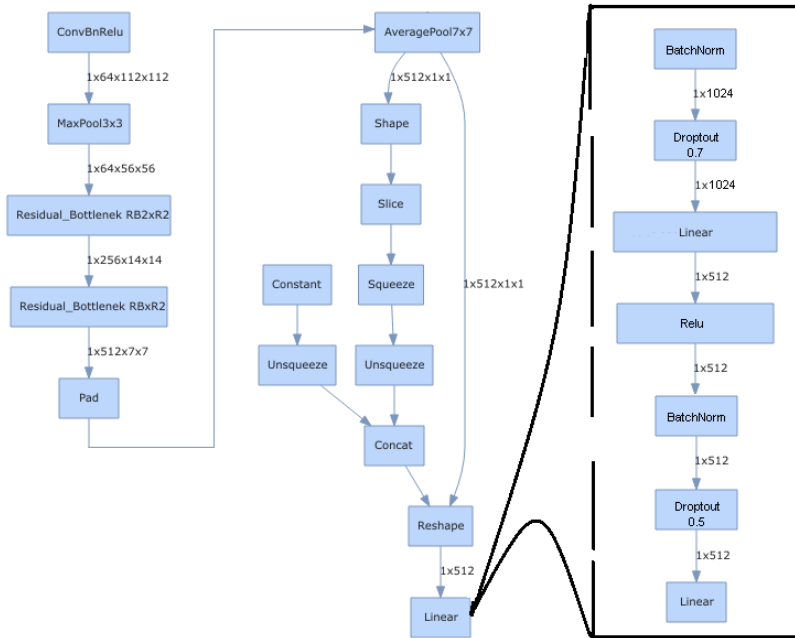 ConvBnRelu
1x64x112x112
MaxPool3x3
1x64x56x56
Residual_Bottlenek RB2xR2
1x256x14x14
Residual_Bottlenek RBxR2
1x512x7x7
Pad
AveragePool7x7
1x512x1x1
Shape
Slice
Constant
Squeeze
1x512x1x1
Unsqueeze
Unsqueeze
Concat
Reshape
1x512
Linear
BatchNorm
1x1024
Droptout
0.7
1x1024
Linear
1x512
Relu
1x512
BatchNorm
1x512
Droptout
0.5
1x512
Linear